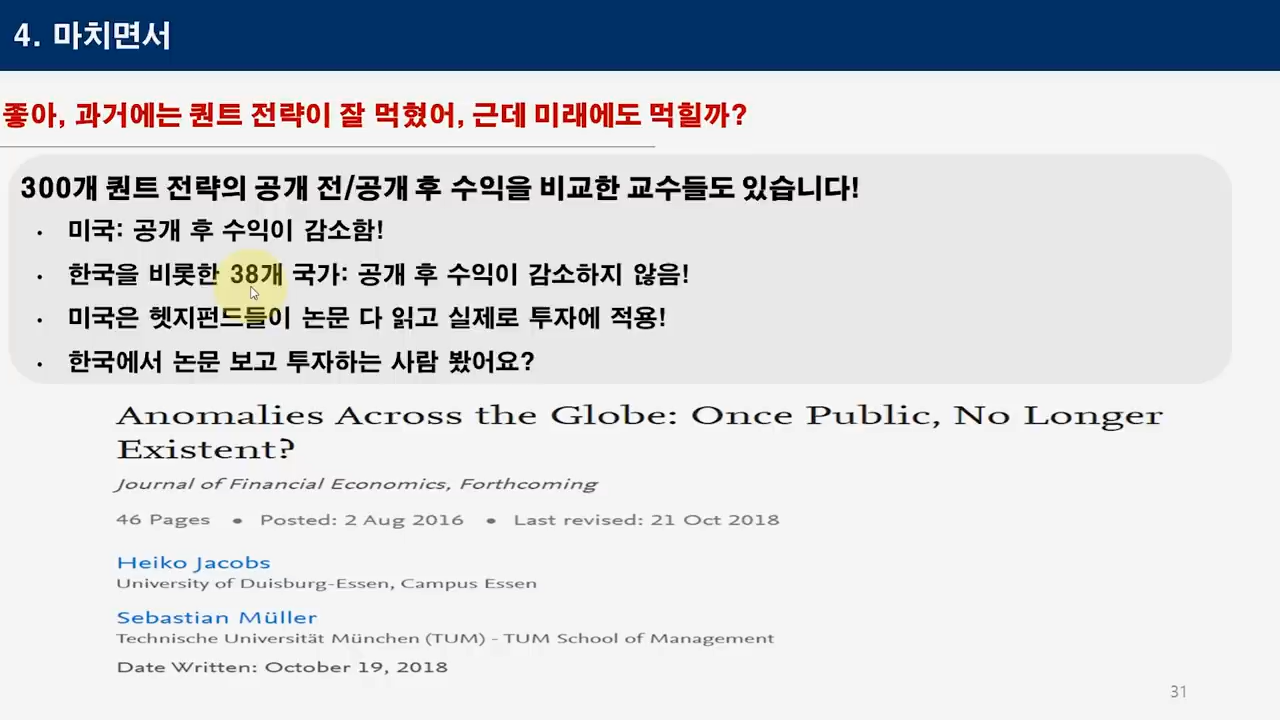 4. 마치면서
좋아, 과거에는 퀀트 전략이 잘 먹혔어, 근데 미래에도 먹힐까?
300개 퀀트 전략의 공개 전/공개 후 수익을 비교한 교수들도 있습니다!
• 미국: 공개 후 수익이 감소함!
• 한국을 비롯한 38개 국가: 공개 후 수익이 감소하지 않음!
• 미국은 헷지펀드들이 논문 다 읽고 실제로 투자에 적용!
• 한국에서 논문 보고 투자하는 사람 봤어요?
Anomalies Across the Globe: Once Public, No Longer
Existent?
Journal of Financial Economics, Forthcoming
46 Pages • Posted: 2 Aug 2016 • Last revised: 21 Oct 2018
Heiko Jacobs
University of Duisburg-Essen, Campus Essen
Sebastian Müller
Technische Universität München (TUM) - TUM School of Management
Date Written: October 19, 2018
31